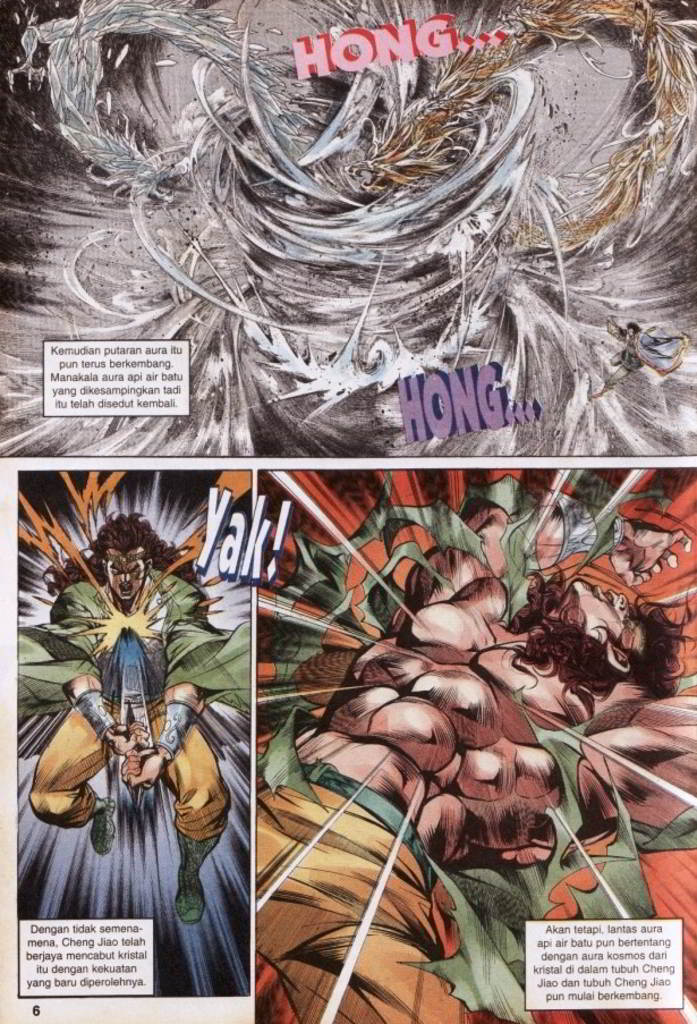 HONG...
Kemudian putaran aura itu
pun terus berkembang.
Manakala aura api air batu
yang dikesampingkan tadi
itu telah disedut kembali.
HONG...
Yak!
Dengan tidak semena-
mena, Cheng Jiao telah
berjaya mencabut kristal
itu dengan kekuatan
yang baru diperolehnya.
Akan tetapi, lantas aura
api air batu pun bertentang
dengan aura kosmos dari
kristal di dalam tubuh Cheng
Jiao dan tubuh Cheng Jiao
pun mulai berkembang.
6